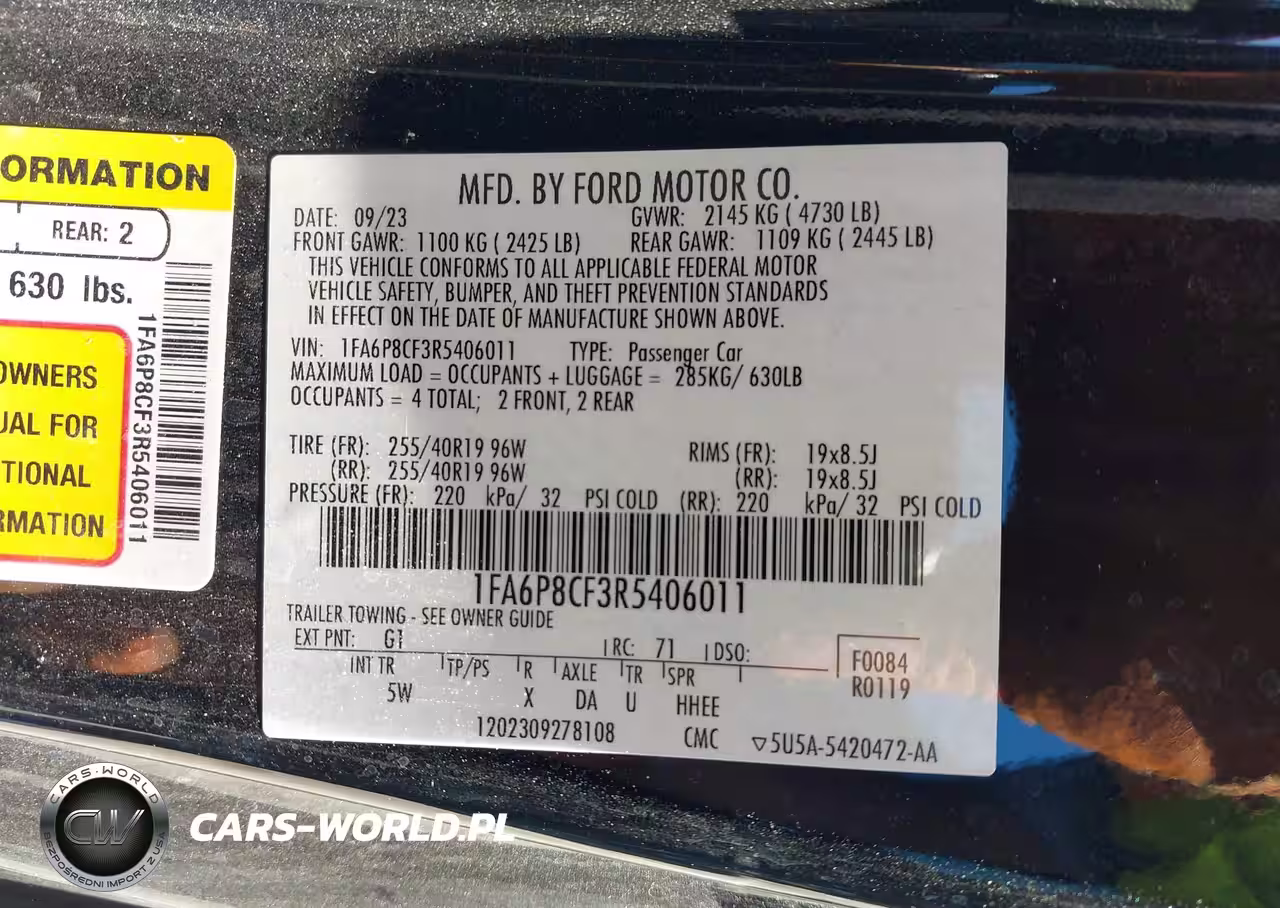 ORMATION
REAR: 2
630 lbs.
1FA6P8CF3R5406011
OWNERS
UAL FOR
TIONAL
RMATION
MFD. BY FORD MOTOR CO.
DATE: 09/23 GVWR: 2145 KG ( 4730 LB)
FRONT GAWR: 1100 KG ( 2425 LB) REAR GAWR: 1109 KG ( 2445 LB)
THIS VEHICLE CONFORMS TO ALL APPLICABLE FEDERAL MOTOR
VEHICLE SAFETY, BUMPER, AND THEFT PREVENTION STANDARDS
IN EFFECT ON THE DATE OF MANUFACTURE SHOWN ABOVE.
VIN: 1FA6P8CF3R5406011 TYPE: Passenger Car
MAXIMUM LOAD = OCCUPANTS + LUGGAGE = 285KG/ 630LB
OCCUPANTS = 4 TOTAL; 2 FRONT, 2 REAR
TIRE (FR): 255/40R19 96W RIMS (FR): 19x8.5J
(RR): 255/40R19 96W (RR): 19x8.5J
PRESSURE (FR): 220 kPa/ 32 PSI COLD (RR): 220 kPa/ 32 PSI COLD
1FA6P8CF3R5406011
TRAILER TOWING - SEE OWNER GUIDE
EXT PNT: G1 RC: 71 DSO:
INT TR TP/PS R AXLE TR SPR
5W X DA U HHEE
F0084
R0119
1202309278108 CMC ▽5U5A-5420472-AA
CARS-WORLD
CW
BEZPOŚREDNI IMPORT Z USA
CARS-WORLD.PL